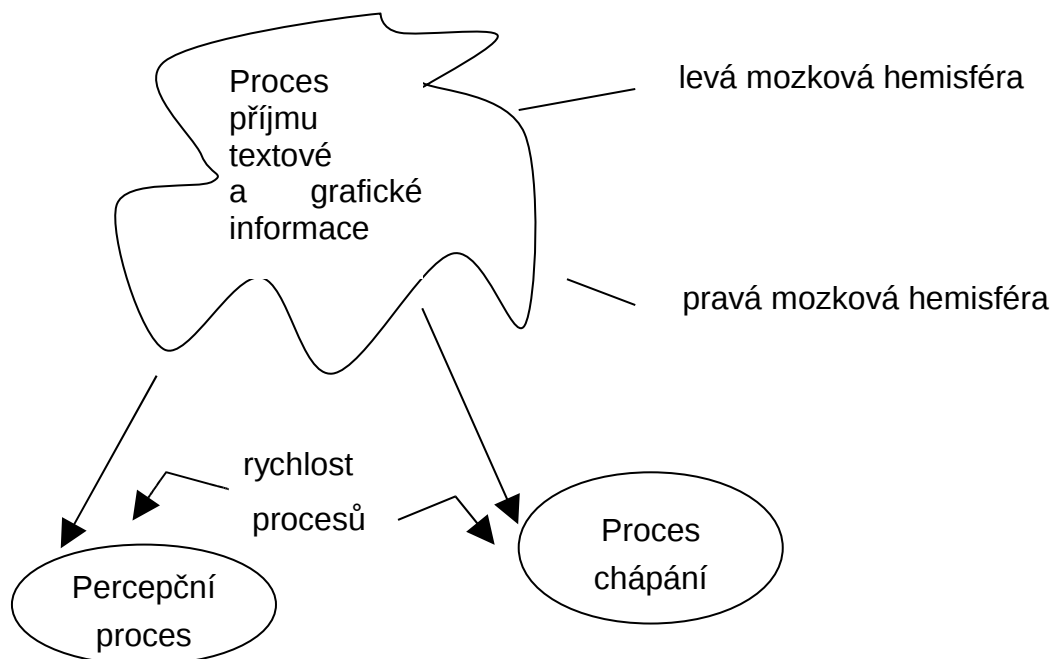 Proces
příjmu
textové
a grafické
informace
levá mozková hemisféra
pravá mozková hemisféra
rychlost
procesů
Percepční
proces
Proces
chápání